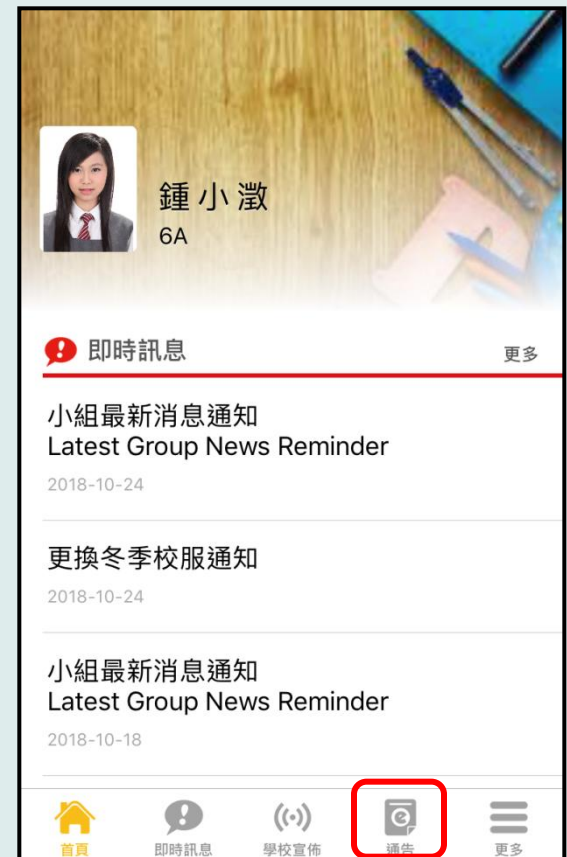 鍾小澂
6A
即時訊息 更多
小組最新消息通知
Latest Group News Reminder
2018-10-24
更換冬季校服通知
2018-10-24
小組最新消息通知
Latest Group News Reminder
2018-10-18
首頁 即時訊息 學校宣佈 通告 更多